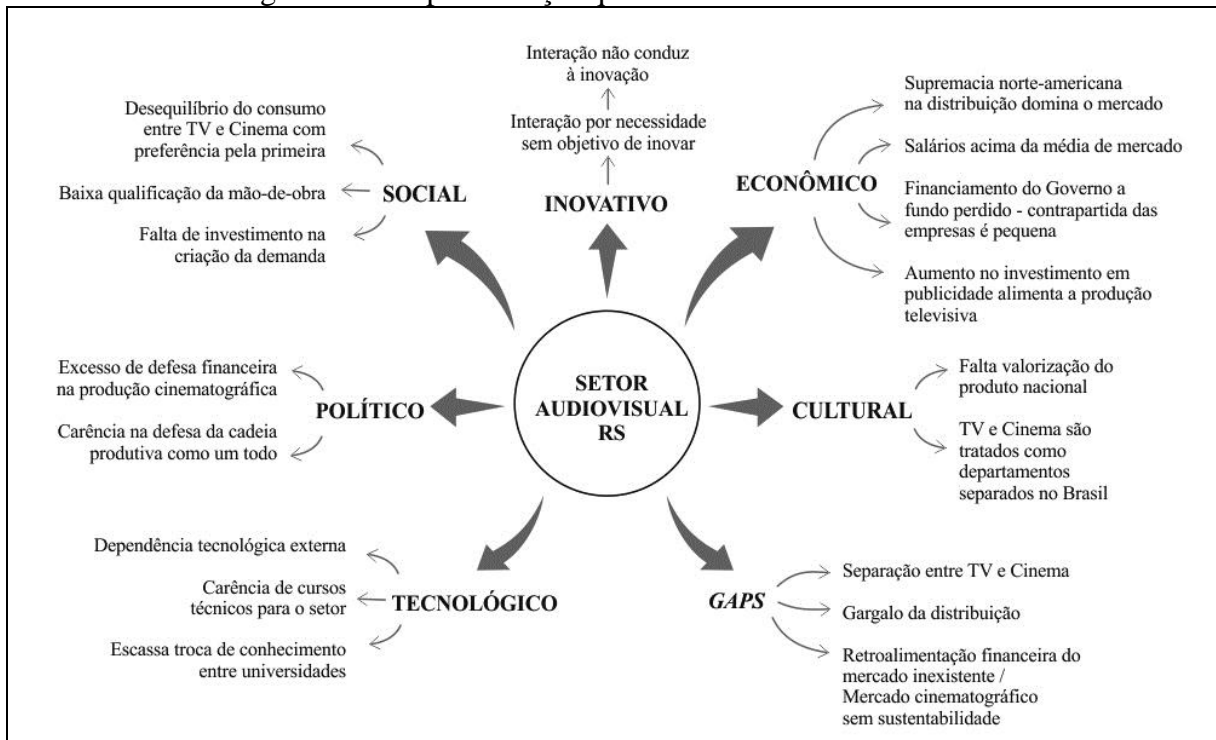 Interação não conduz
à inovação
Interação por necessidade
sem objetivo de inovar
INOVATIVO
Desequilíbrio do consumo
entre TV e Cinema com
preferência pela primeira
Baixa qualificação da mão-de-obra
SOCIAL
Falta de investimento na
criação da demanda
Supremacia norte-americana
na distribuição domina o mercado
Salários acima da média de mercado
ECONÔMICO
Financiamento do Governo a
fundo perdido - contrapartida das
empresas é pequena
Aumento no investimento em
publicidade alimenta a produção
televisiva
Excesso de defesa financeira
na produção cinematográfica
POLÍTICO
Carência na defesa da cadeia
produtiva como um todo
SETOR
AUDIOVISUAL
RS
Falta valorização do
produto nacional
CULTURAL
TV e Cinema são
tratados como
departamentos
separados no Brasil
Dependência tecnológica externa
Carência de cursos
técnicos para o setor
TECNOLÓGICO
Escassa troca de conhecimento
entre universidades
Separação entre TV e Cinema
GAPS
Gargalo da distribuição
Retroalimentação financeira do
mercado inexistente /
Mercado cinematográfico
sem sustentabilidade